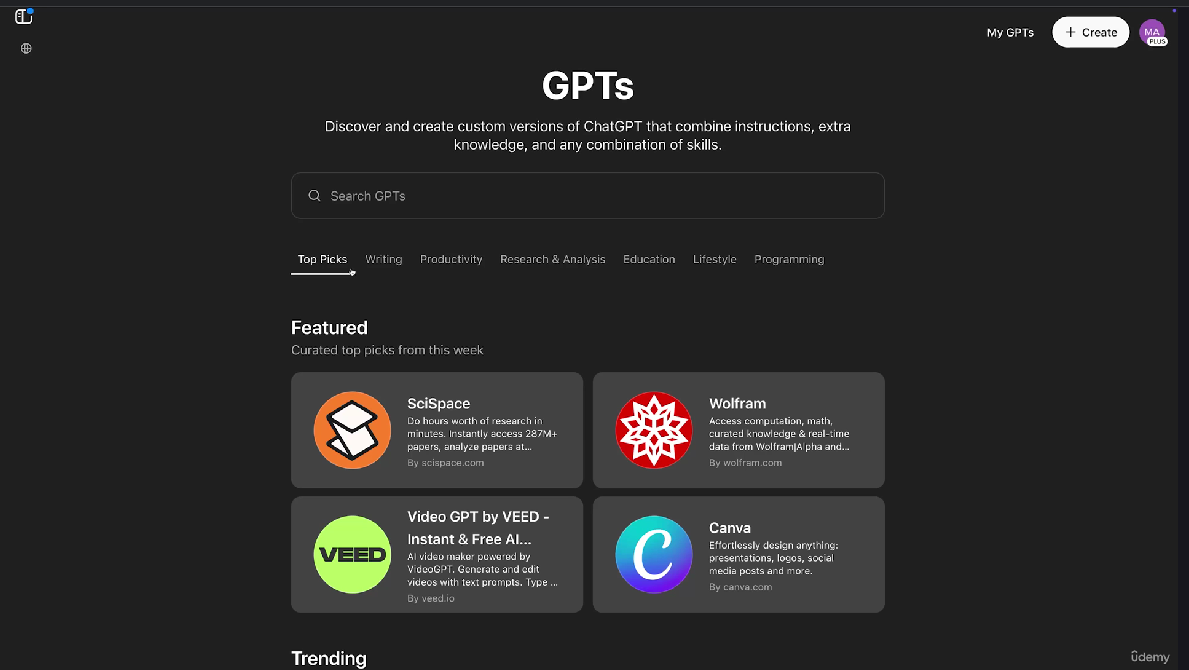 My GPTs
Create
MA
PLUS
GPTs
Discover and create custom versions of ChatGPT that combine instructions, extra
knowledge, and any combination of skills.
Search GPTs
Top Picks
Writing
Productivity
Research & Analysis
Education
Lifestyle
Programming
Featured
Curated top picks from this week
SciSpace
Do hours worth of research in
minutes. Instantly access 287M+
papers, analyze papers at...
By scispace.com
Wolfram
Access computation, math,
curated knowledge & real-time
data from Wolfram|Alpha and...
By wolfram.com
VEED
Video GPT by VEED -
Instant & Free AI...
AI video maker powered by
VideoGPT. Generate and edit
videos with text prompts. Type ...
By veed.io
C
Canva
Effortlessly design anything:
presentations, logos, social
media posts and more.
By canva.com
Trending
ûdemy